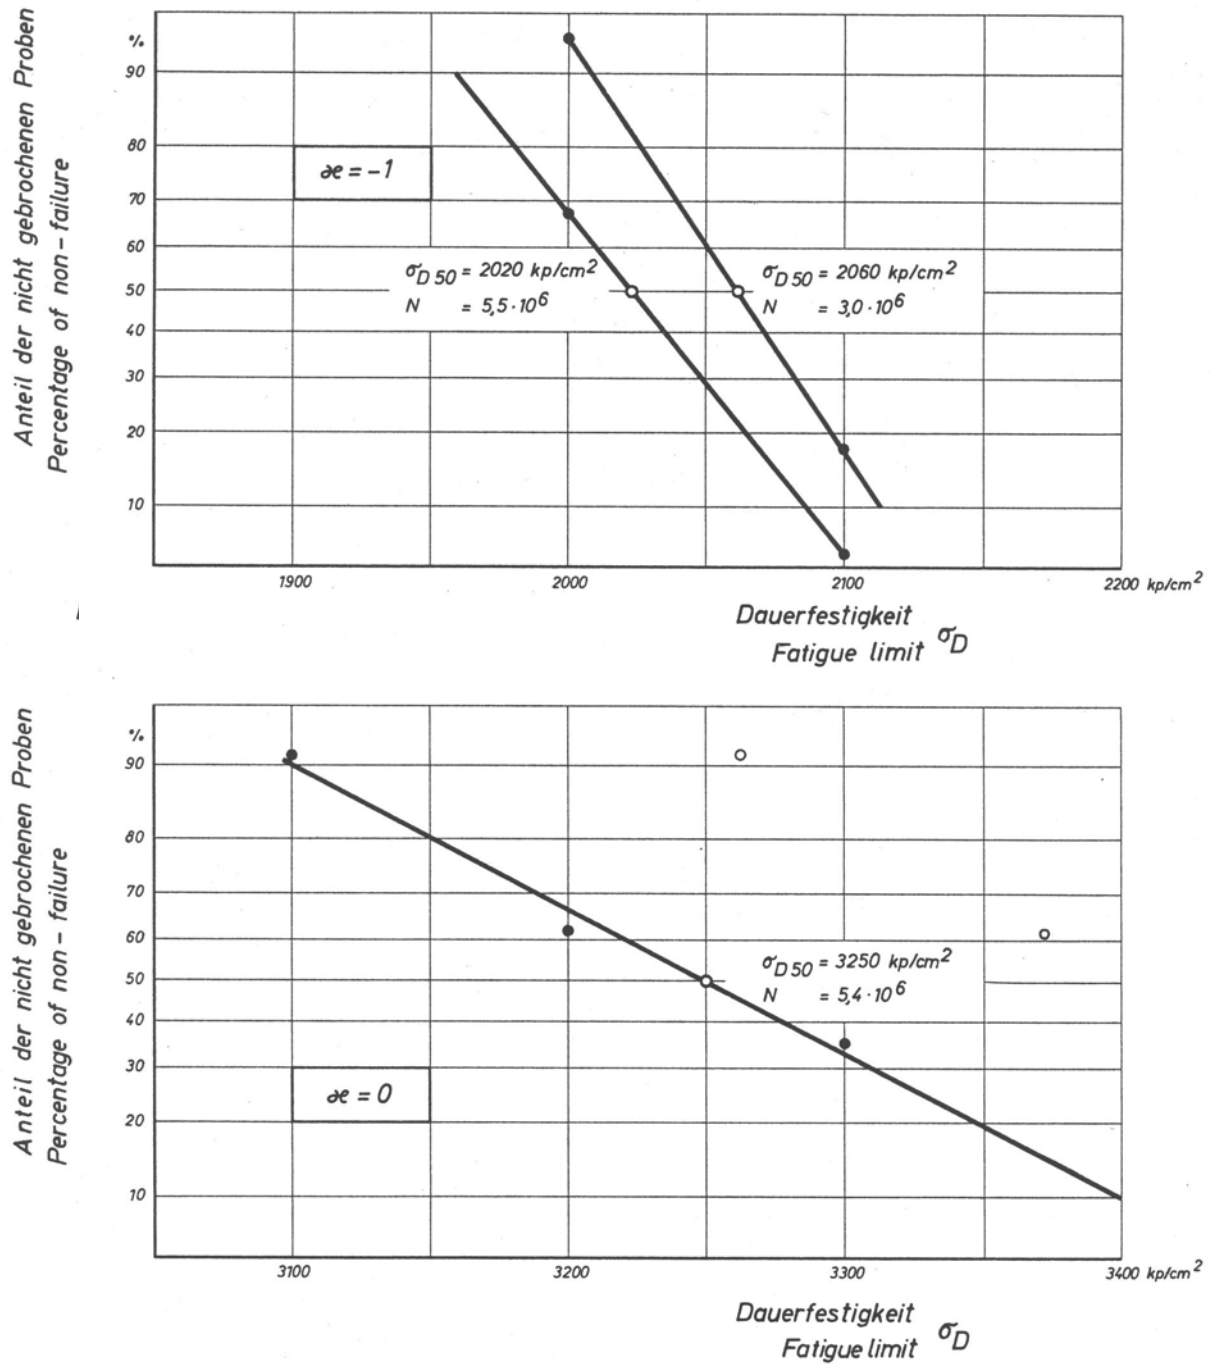 Anteil der nicht gebrochenen Proben
Percentage of non-failure
%
90
80
70
60
50
40
30
20
10
æ = -1
σD 50 = 2020 kp/cm2
N = 5,5·10⁶
σD 50 = 2060 kp/cm2
N = 3,0·10⁶
1900
2000
2100
2200 kp/cm2
Dauerfestigkeit
Fatigue limit σD
Anteil der nicht gebrochenen Proben
Percentage of non-failure
%
90
80
70
60
50
40
30
20
10
σD 50 = 3250 kp/cm2
N = 5,4·10⁶
æ = 0
3100
3200
3300
3400 kp/cm2
Dauerfestigkeit
Fatigue limit σD